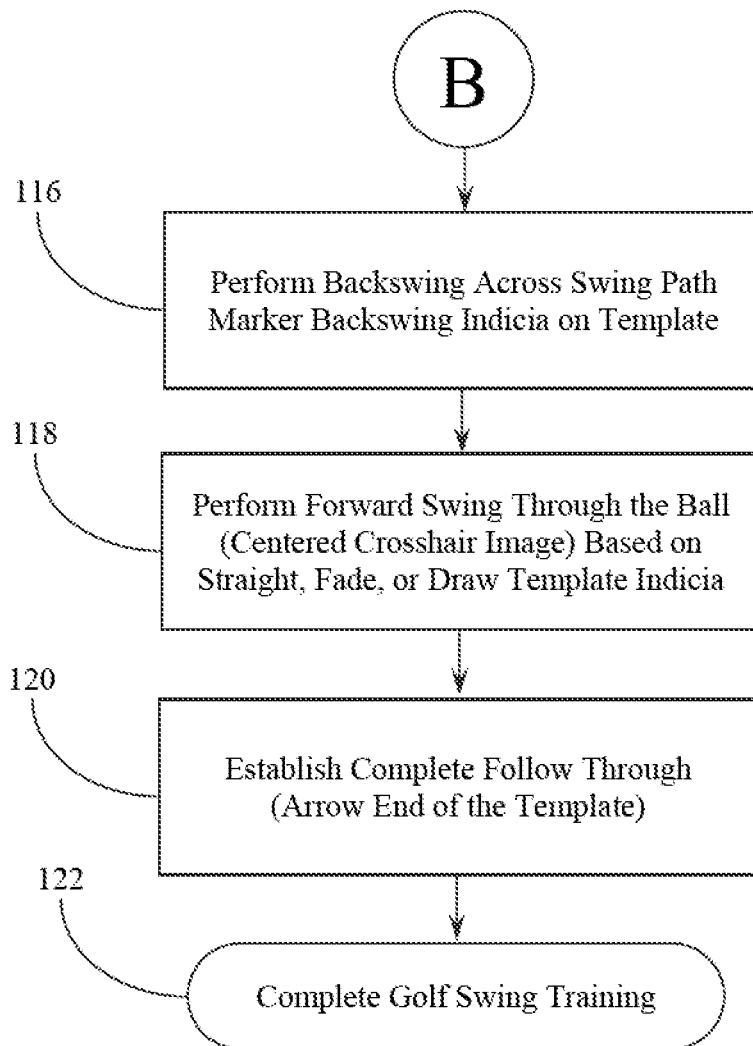 B
116
Perform Backswing Across Swing Path
Marker Backswing Indicia on Template
118
Perform Forward Swing Through the Ball
(Centered Crosshair Image) Based on
Straight, Fade, or Draw Template Indicia
120
Establish Complete Follow Through
(Arrow End of the Template)
122
Complete Golf Swing Training